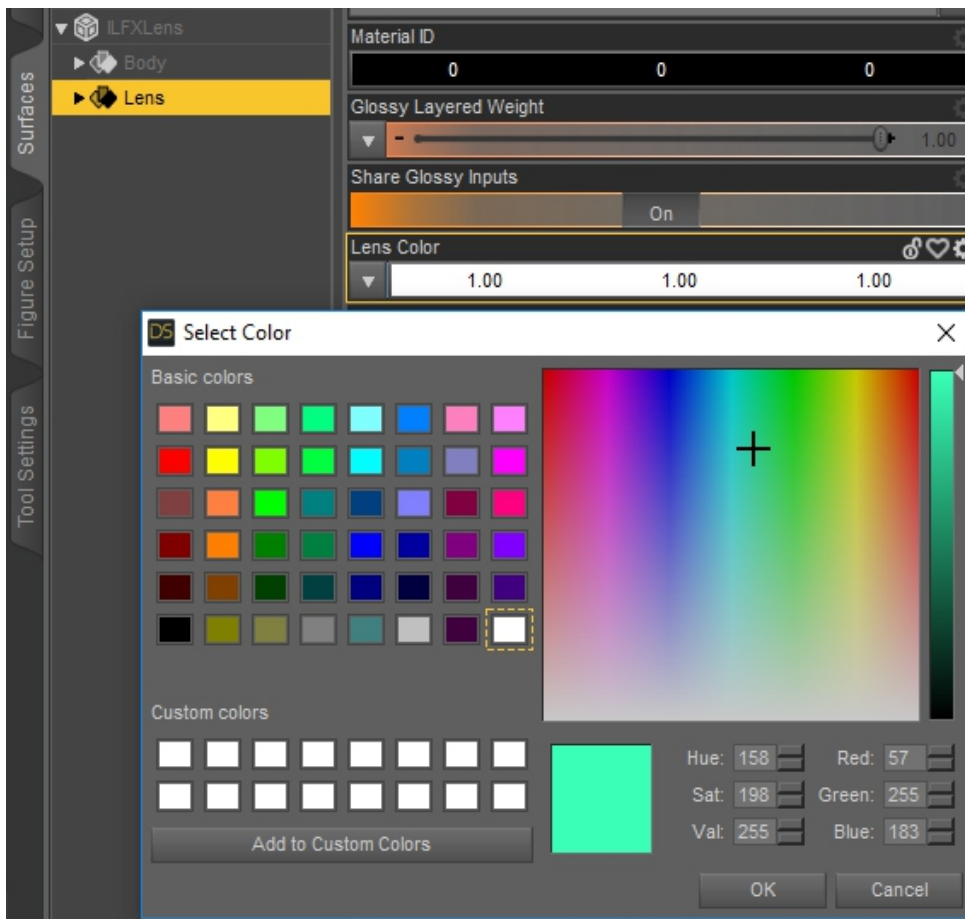 Surfaces
Figure Setup
Tool Settings
ILFXLens
Body
Lens
Material ID
0 0 0
Glossy Layered Weight
- + 1.00
Share Glossy Inputs
On
Lens Color
1.00 1.00 1.00
DS Select Color
Basic colors
Custom colors
Add to Custom Colors
Hue: 158 Red: 57
Sat: 198 Green: 255
Val: 255 Blue: 183
OK Cancel